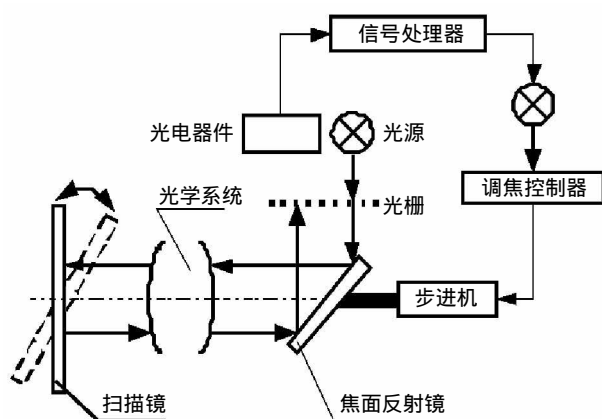 信号处理器
光电器件
光源
调焦控制器
光学系统
光栅
步进机
扫描镜
焦面反射镜